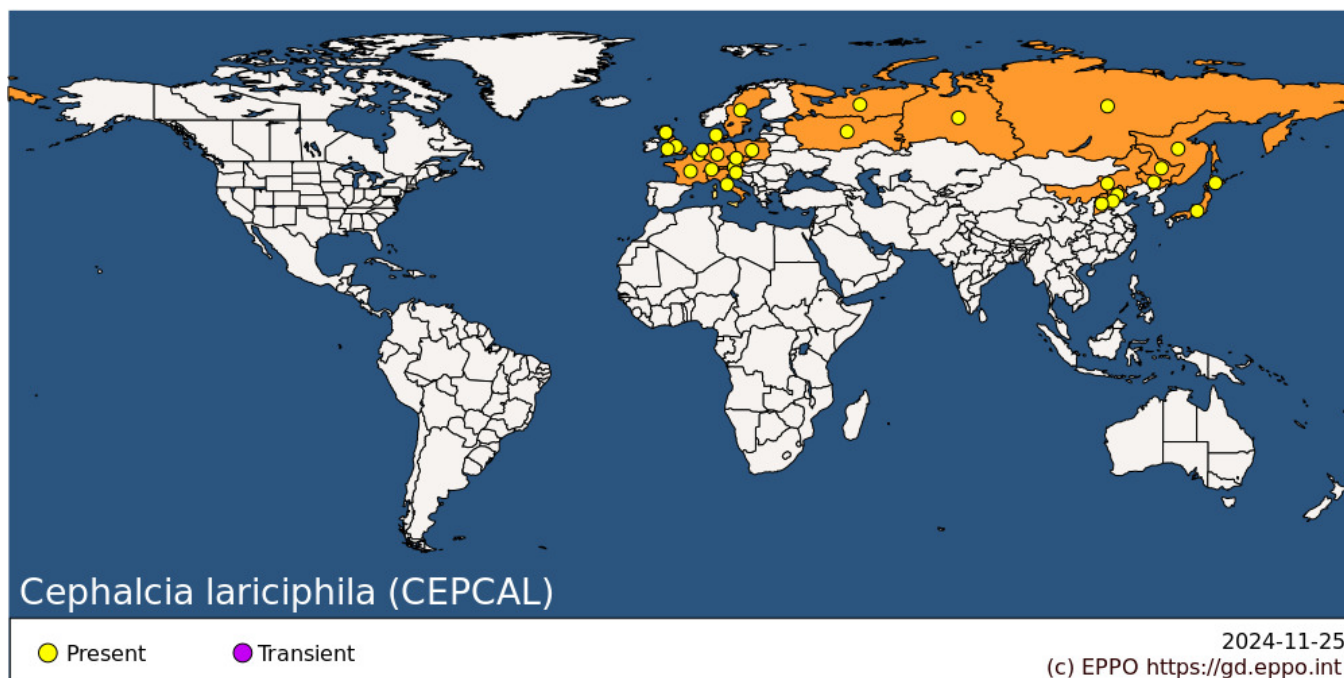 Cephalcia lariciphila (CEPCAL)
Present
Transient
2024-11-25
(c) EPPO https://gd.eppo.int